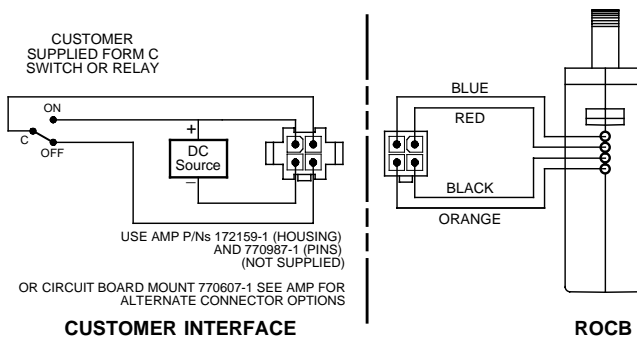 CUSTOMER
SUPPLIED FORM C
SWITCH OR RELAY
ON
C
OFF
+
DC
Source
–
USE AMP P/Ns 172159-1 (HOUSING)
AND 770987-1 (PINS)
(NOT SUPPLIED)
OR CIRCUIT BOARD MOUNT 770607-1 SEE AMP FOR
ALTERNATE CONNECTOR OPTIONS
CUSTOMER INTERFACE
BLUE
RED
BLACK
ORANGE
ROCB